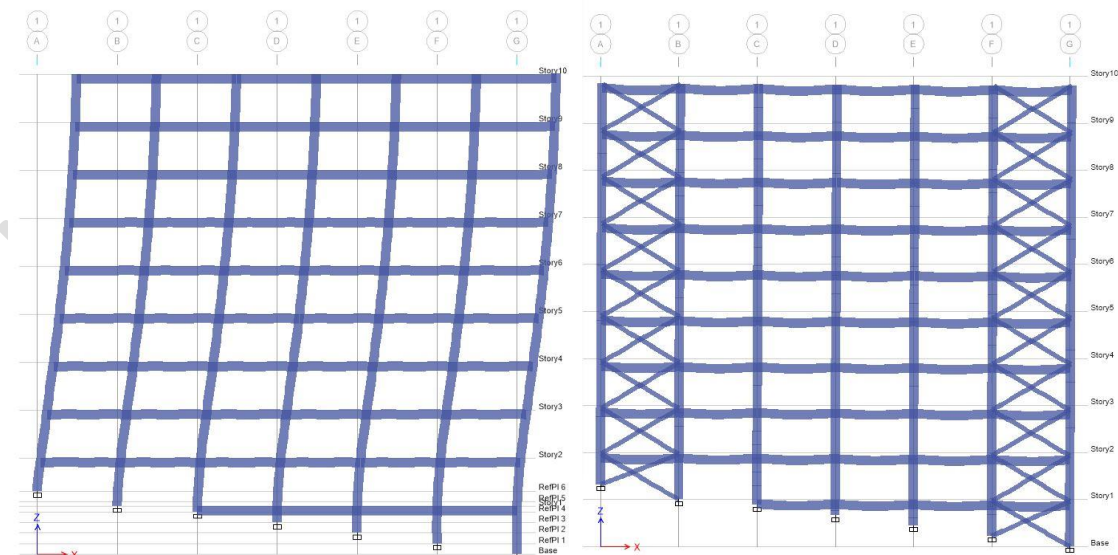 1 1 1 1 1 1 1
A B C D E F G
Story10
Story9
Story8
Story7
Story6
Story5
Story4
Story3
Story2
RefPl 6
RefPl 5
RefPl 4
RefPl 3
RefPl 2
RefPl 1
Base
Z
X
1 1 1 1 1 1 1
A B C D E F G
Story10
Story9
Story8
Story7
Story6
Story5
Story4
Story3
Story2
Story1
Base
Z
X